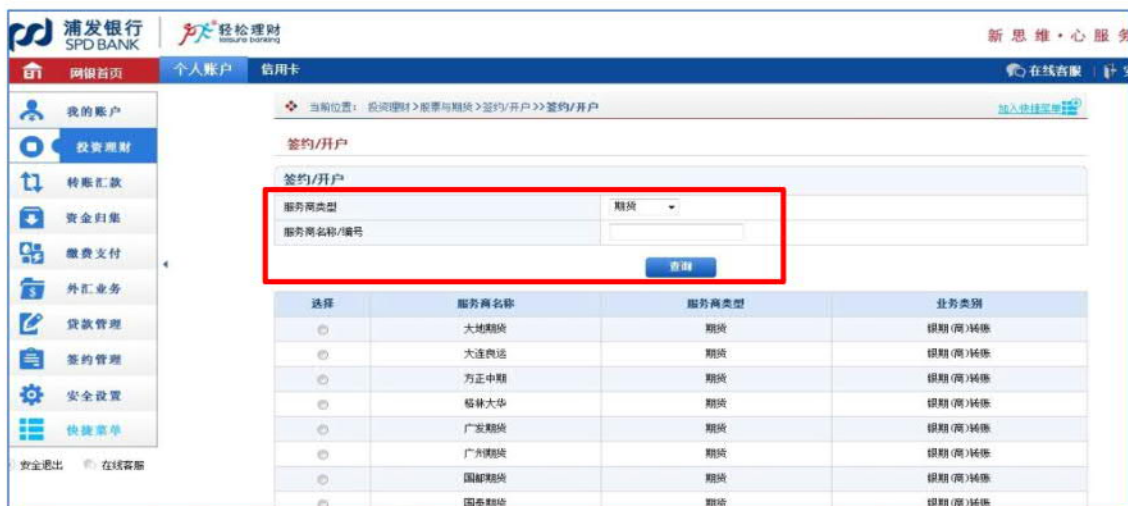 浦发银行
SPD BANK
轻松理财
leisure banking
新思维·心服务
网银首页 个人账户 信用卡 在线客服
我的账户
投资理财
转账汇款
资金归集
缴费支付
外汇业务
贷款管理
签约管理
安全设置
快捷菜单
安全退出 在线客服
当前位置: 投资理财>股票与期货>签约/开户>>签约/开户 加入快捷菜单
签约/开户
签约/开户
服务商类型 期货
服务商名称/编号
查询
选择 服务商名称 服务商类型 业务类别
大地期货 期货 银期(商)转账
大连良运 期货 银期(商)转账
方正中期 期货 银期(商)转账
格林大华 期货 银期(商)转账
广发期货 期货 银期(商)转账
广州期货 期货 银期(商)转账
国都期货 期货 银期(商)转账
国泰期货 期货 银期(商)转账